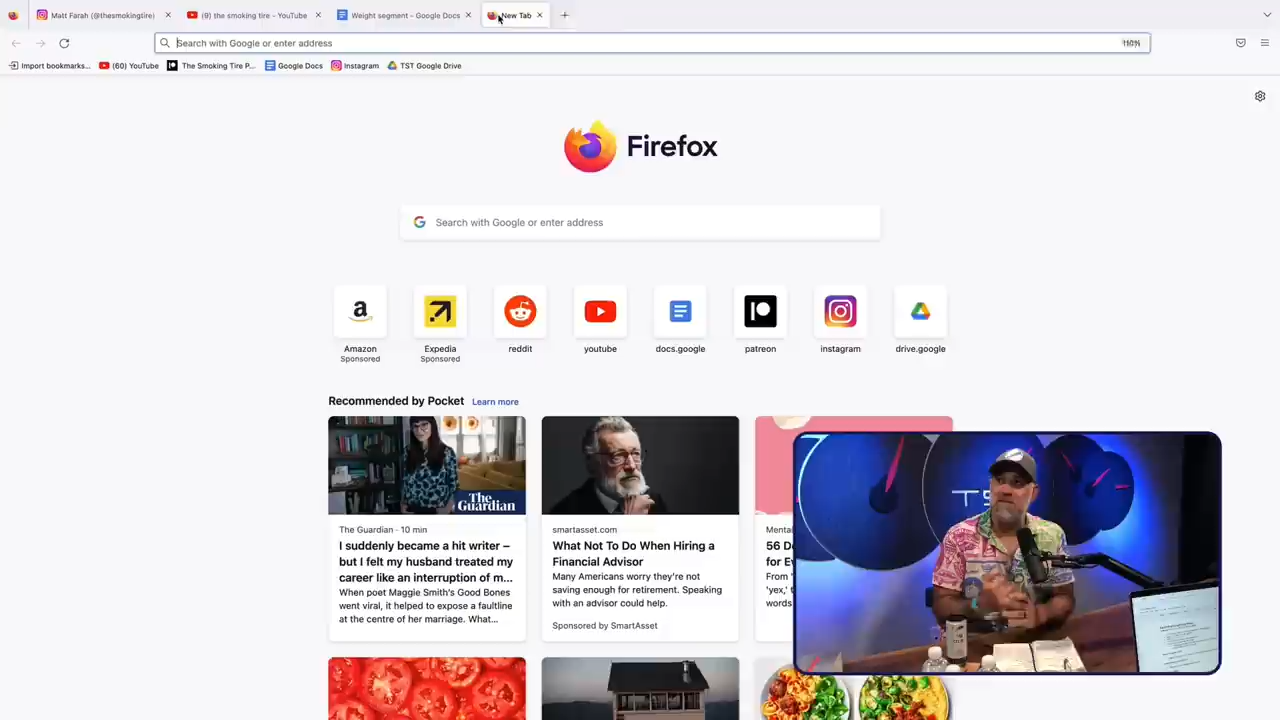 Matt Farah (@thesmokingtire)
(9) the smoking tire – YouTube
Weight segment – Google Docs
New Tab
Search with Google or enter address
110%
Import bookmarks...
(60) YouTube
The Smoking Tire P...
Google Docs
Instagram
TST Google Drive
Firefox
Search with Google or enter address
a
Amazon
Sponsored
Expedia
Sponsored
reddit
youtube
docs.google
patreon
instagram
drive.google
Recommended by Pocket
Learn more
The Guardian
The Guardian · 10 min
I suddenly became a hit writer –
but I felt my husband treated my
career like an interruption of m...
When poet Maggie Smith's Good Bones
went viral, it helped to expose a faultline
at the centre of her marriage. What...
smartasset.com
What Not To Do When Hiring a
Financial Advisor
Many Americans worry they're not
saving enough for retirement. Speaking
with an advisor could help.
Sponsored by SmartAsset
Menta
56 D
for E
From '
'yex,'
words
TS